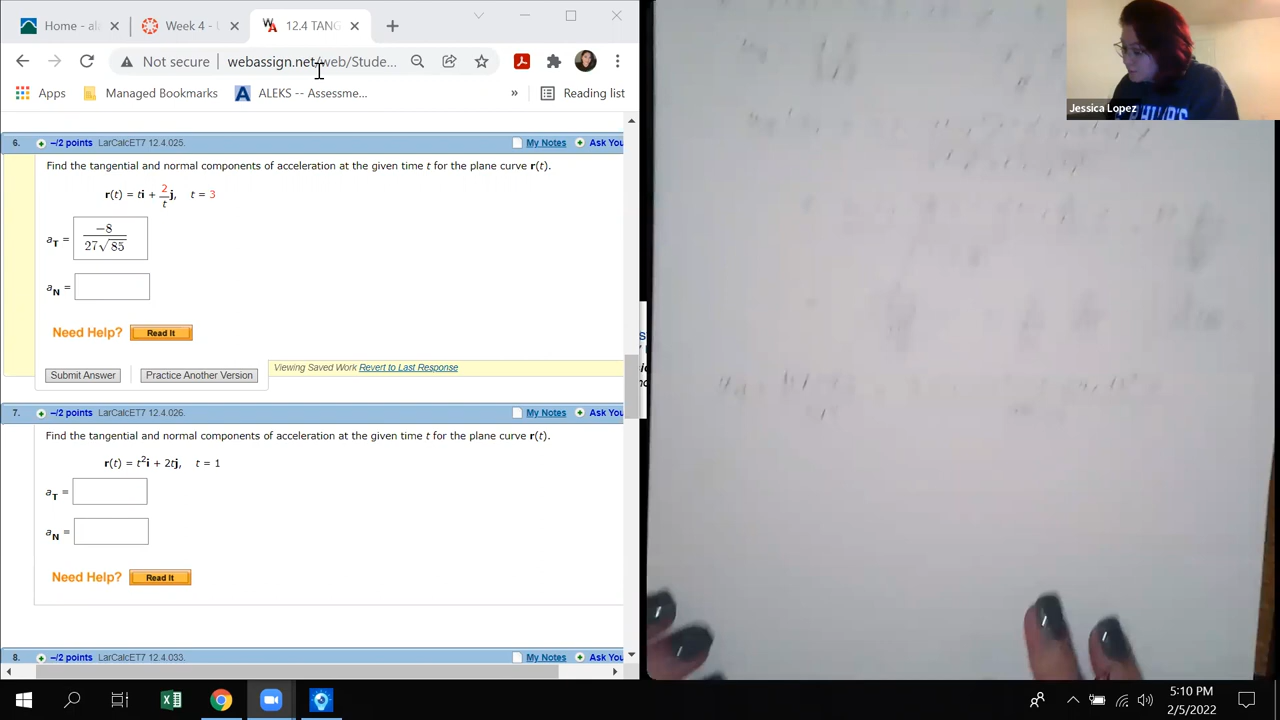 Home - ala
Week 4 - U
12.4 TANG
Not secure
webassign.net/web/Stude...
Apps
Managed Bookmarks
ALEKS -- Assessme...
»
Reading list
6. –/2 points LarCalcET7 12.4.025.
My Notes
Ask You
Find the tangential and normal components of acceleration at the given time t for the plane curve r(t).
r(t) = ti + 2/t j, t = 3
aT = −8/(27√85)
aN =
Need Help? Read It
Submit Answer
Practice Another Version
Viewing Saved Work Revert to Last Response
7. –/2 points LarCalcET7 12.4.026.
My Notes
Ask You
Find the tangential and normal components of acceleration at the given time t for the plane curve r(t).
r(t) = t²i + 2tj, t = 1
aT =
aN =
Need Help? Read It
8. –/2 points LarCalcET7 12.4.033.
My Notes
Ask You
Jessica Lopez
5:10 PM
2/5/2022